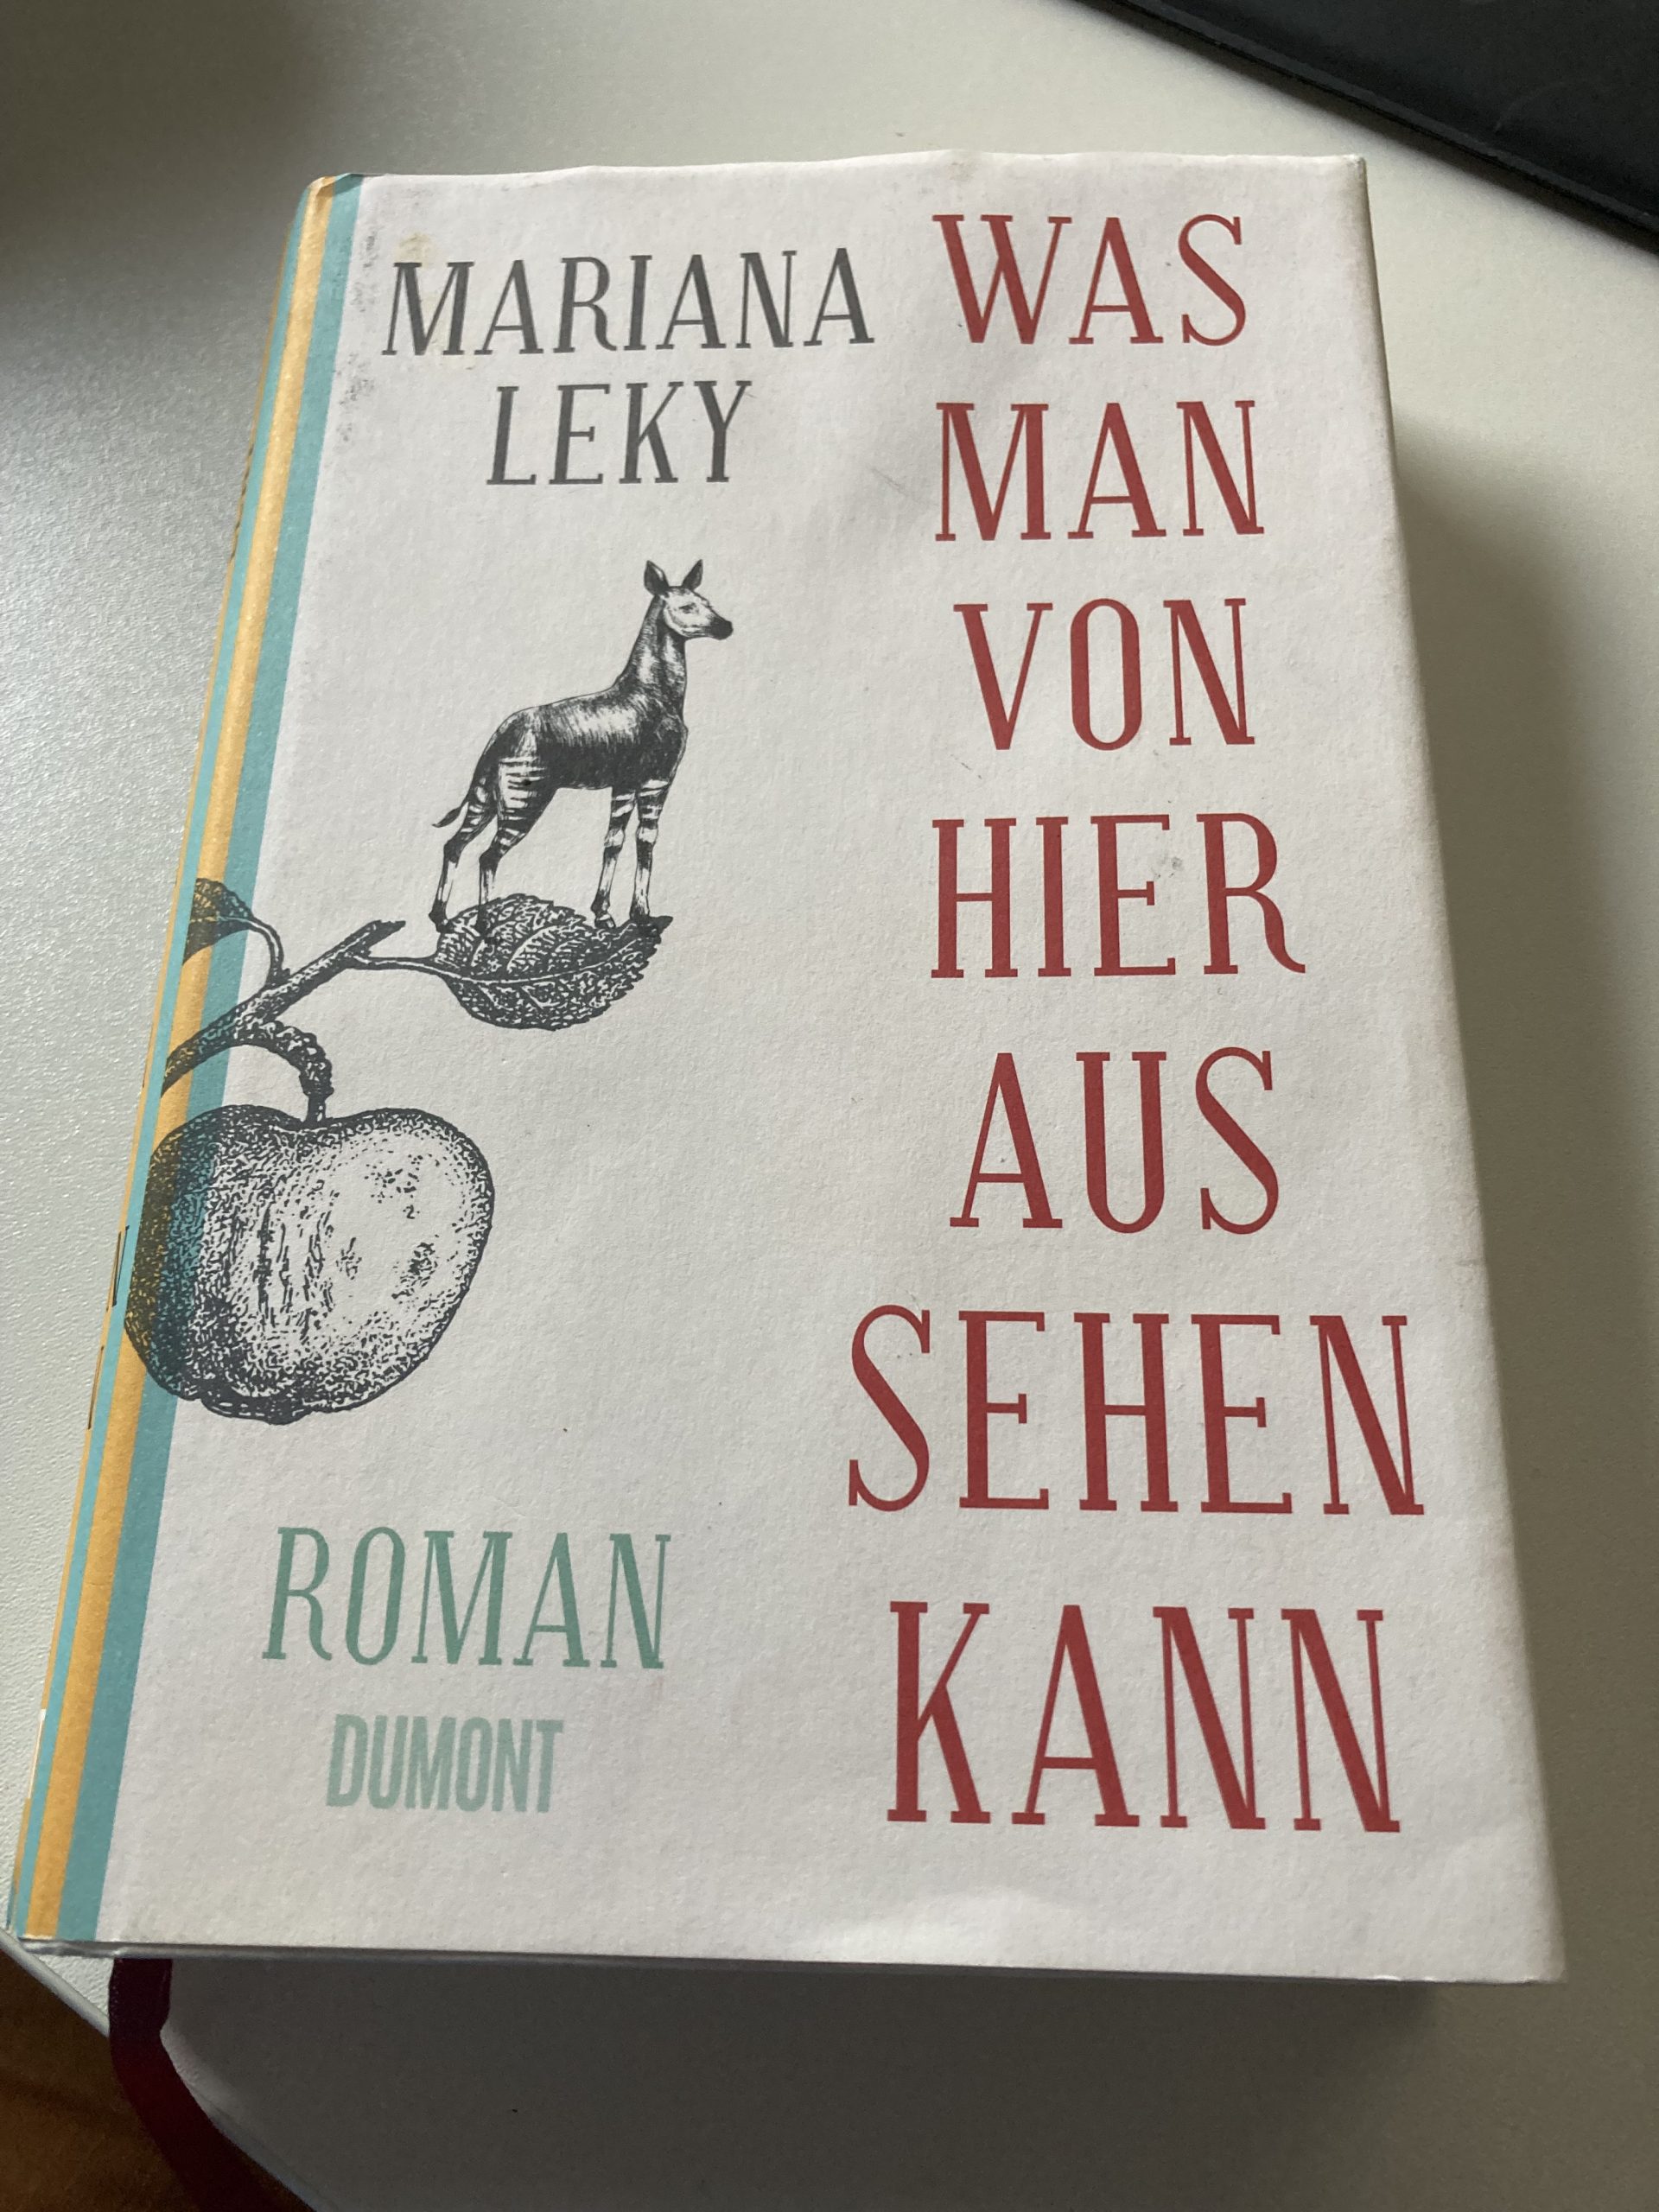 MARIANA
LEKY
WAS
MAN
VON
HIER
AUS
SEHEN
KANN
ROMAN
DUMONT